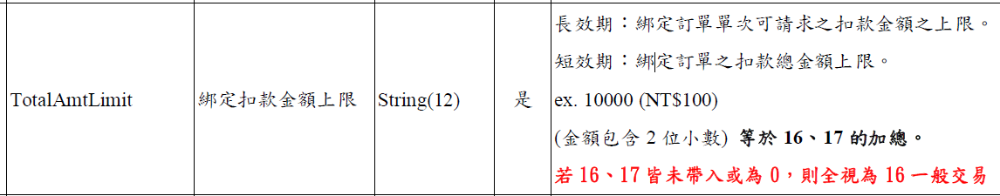 長效期：綁定訂單單次可請求之扣款金額之上限。
短效期：綁定訂單之扣款總金額上限。
TotalAmtLimit 綁定扣款金額上限 String(12) 是 ex. 10000 (NT$100)
(金額包含 2 位小數) 等於 16、17 的加總。
若 16、17 皆未帶入或為 0，則全視為 16 一般交易